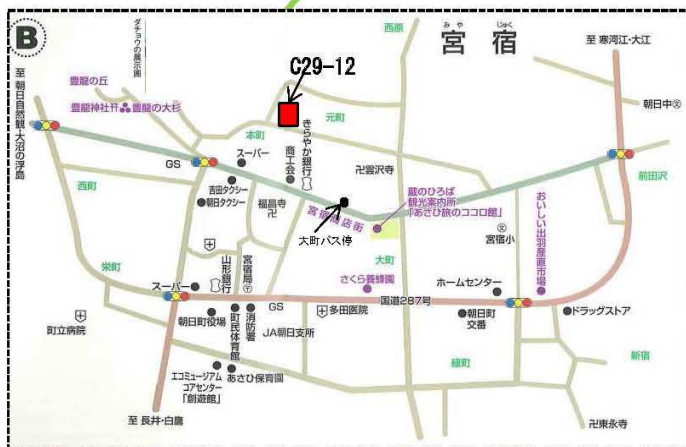 B
みや じゅく
宮 宿
C29-12
ダチョウの展示園
西原
至 寒河江・大江
至 朝日自然観・大沼の浮島
豊龍の丘
豊龍神社⛩ 豊龍の大杉
元町
本町
朝日中㊛
きらやか銀行
商工会
スーパー
GS
卍雲沢寺
前田沢
西町
吉田タクシー
朝日タクシー
福昌寺
卍
宮宿商店街
蔵のひろば
観光案内所
「あさひ旅のココロ館」
大町バス停
おいしい出羽産直市場
大町
宮宿小
栄町
山形銀行
宮宿局
〒
さくら養蜂園
スーパー
ホームセンター
国道287号
町立病院
朝日町役場
町民体育館
消防署
GS
JA朝日支所
多田医院
朝日町
交番
ドラッグストア
緑町
新宿
エコミュージアム
コアセンター
「創遊館」
あさひ保育園
至 長井・白鷹
卍東永寺